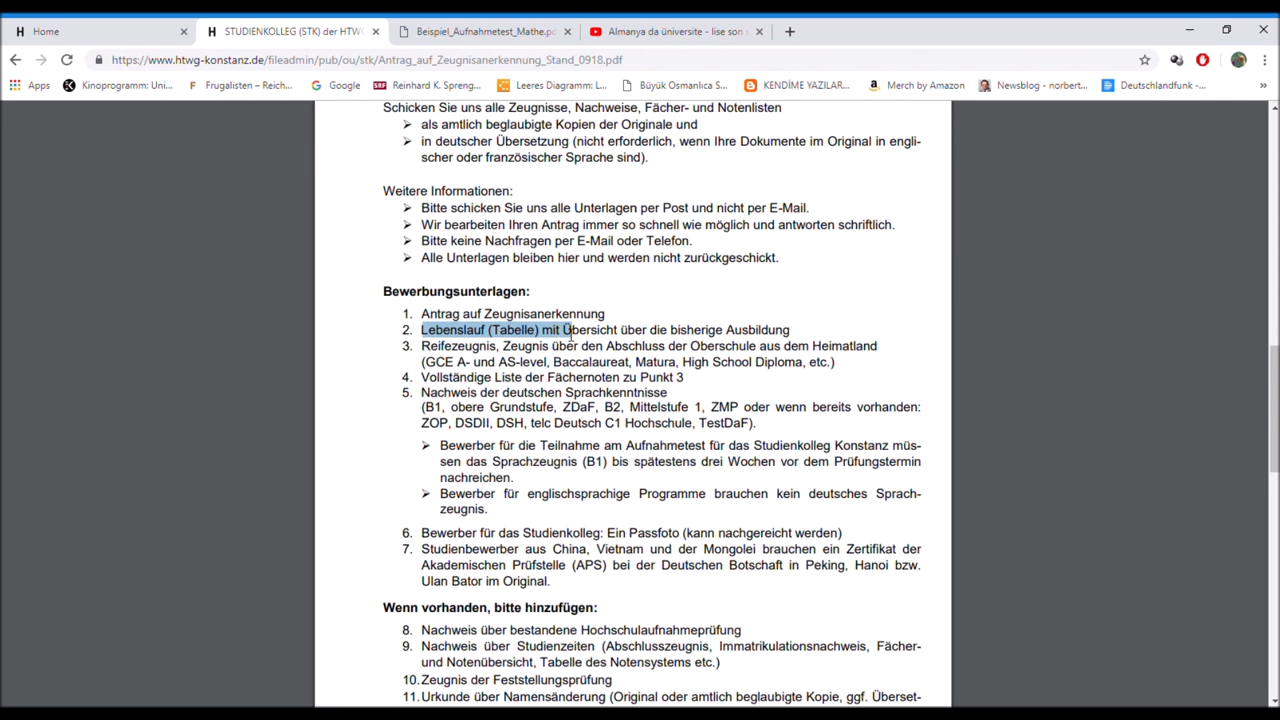 Home
STUDIENKOLLEG (STK) der HTW
Beispiel_Aufnahmetest_Mathe.pd
Almanya da üniversite - lise son s
https://www.htwg-konstanz.de/fileadmin/pub/ou/stk/Antrag_auf_Zeugnisanerkennung_Stand_0918.pdf
Apps
Kinoprogramm: Uni...
Frugalisten – Reich...
Google
Reinhard K. Spreng...
Leeres Diagramm: L...
Büyük Osmanlica S...
KENDİME YAZILAR...
Merch by Amazon
Newsblog - norbert...
Deutschlandfunk -...
Schicken Sie uns alle Zeugnisse, Nachweise, Fächer- und Notenlisten
➢ als amtlich beglaubigte Kopien der Originale und
➢ in deutscher Übersetzung (nicht erforderlich, wenn Ihre Dokumente im Original in engli-
scher oder französischer Sprache sind).
Weitere Informationen:
➢ Bitte schicken Sie uns alle Unterlagen per Post und nicht per E-Mail.
➢ Wir bearbeiten Ihren Antrag immer so schnell wie möglich und antworten schriftlich.
➢ Bitte keine Nachfragen per E-Mail oder Telefon.
➢ Alle Unterlagen bleiben hier und werden nicht zurückgeschickt.
Bewerbungsunterlagen:
1. Antrag auf Zeugnisanerkennung
2. Lebenslauf (Tabelle) mit Übersicht über die bisherige Ausbildung
3. Reifezeugnis, Zeugnis über den Abschluss der Oberschule aus dem Heimatland
(GCE A- und AS-level, Baccalaureat, Matura, High School Diploma, etc.)
4. Vollständige Liste der Fächernoten zu Punkt 3
5. Nachweis der deutschen Sprachkenntnisse
(B1, obere Grundstufe, ZDaF, B2, Mittelstufe 1, ZMP oder wenn bereits vorhanden:
ZOP, DSDII, DSH, telc Deutsch C1 Hochschule, TestDaF).
➢ Bewerber für die Teilnahme am Aufnahmetest für das Studienkolleg Konstanz müs-
sen das Sprachzeugnis (B1) bis spätestens drei Wochen vor dem Prüfungstermin
nachreichen.
➢ Bewerber für englischsprachige Programme brauchen kein deutsches Sprach-
zeugnis.
6. Bewerber für das Studienkolleg: Ein Passfoto (kann nachgereicht werden)
7. Studienbewerber aus China, Vietnam und der Mongolei brauchen ein Zertifikat der
Akademischen Prüfstelle (APS) bei der Deutschen Botschaft in Peking, Hanoi bzw.
Ulan Bator im Original.
Wenn vorhanden, bitte hinzufügen:
8. Nachweis über bestandene Hochschulaufnahmeprüfung
9. Nachweis über Studienzeiten (Abschlusszeugnis, Immatrikulationsnachweis, Fächer-
und Notenübersicht, Tabelle des Notensystems etc.)
10. Zeugnis der Feststellungsprüfung
11. Urkunde über Namensänderung (Original oder amtlich beglaubigte Kopie, ggf. Überset-